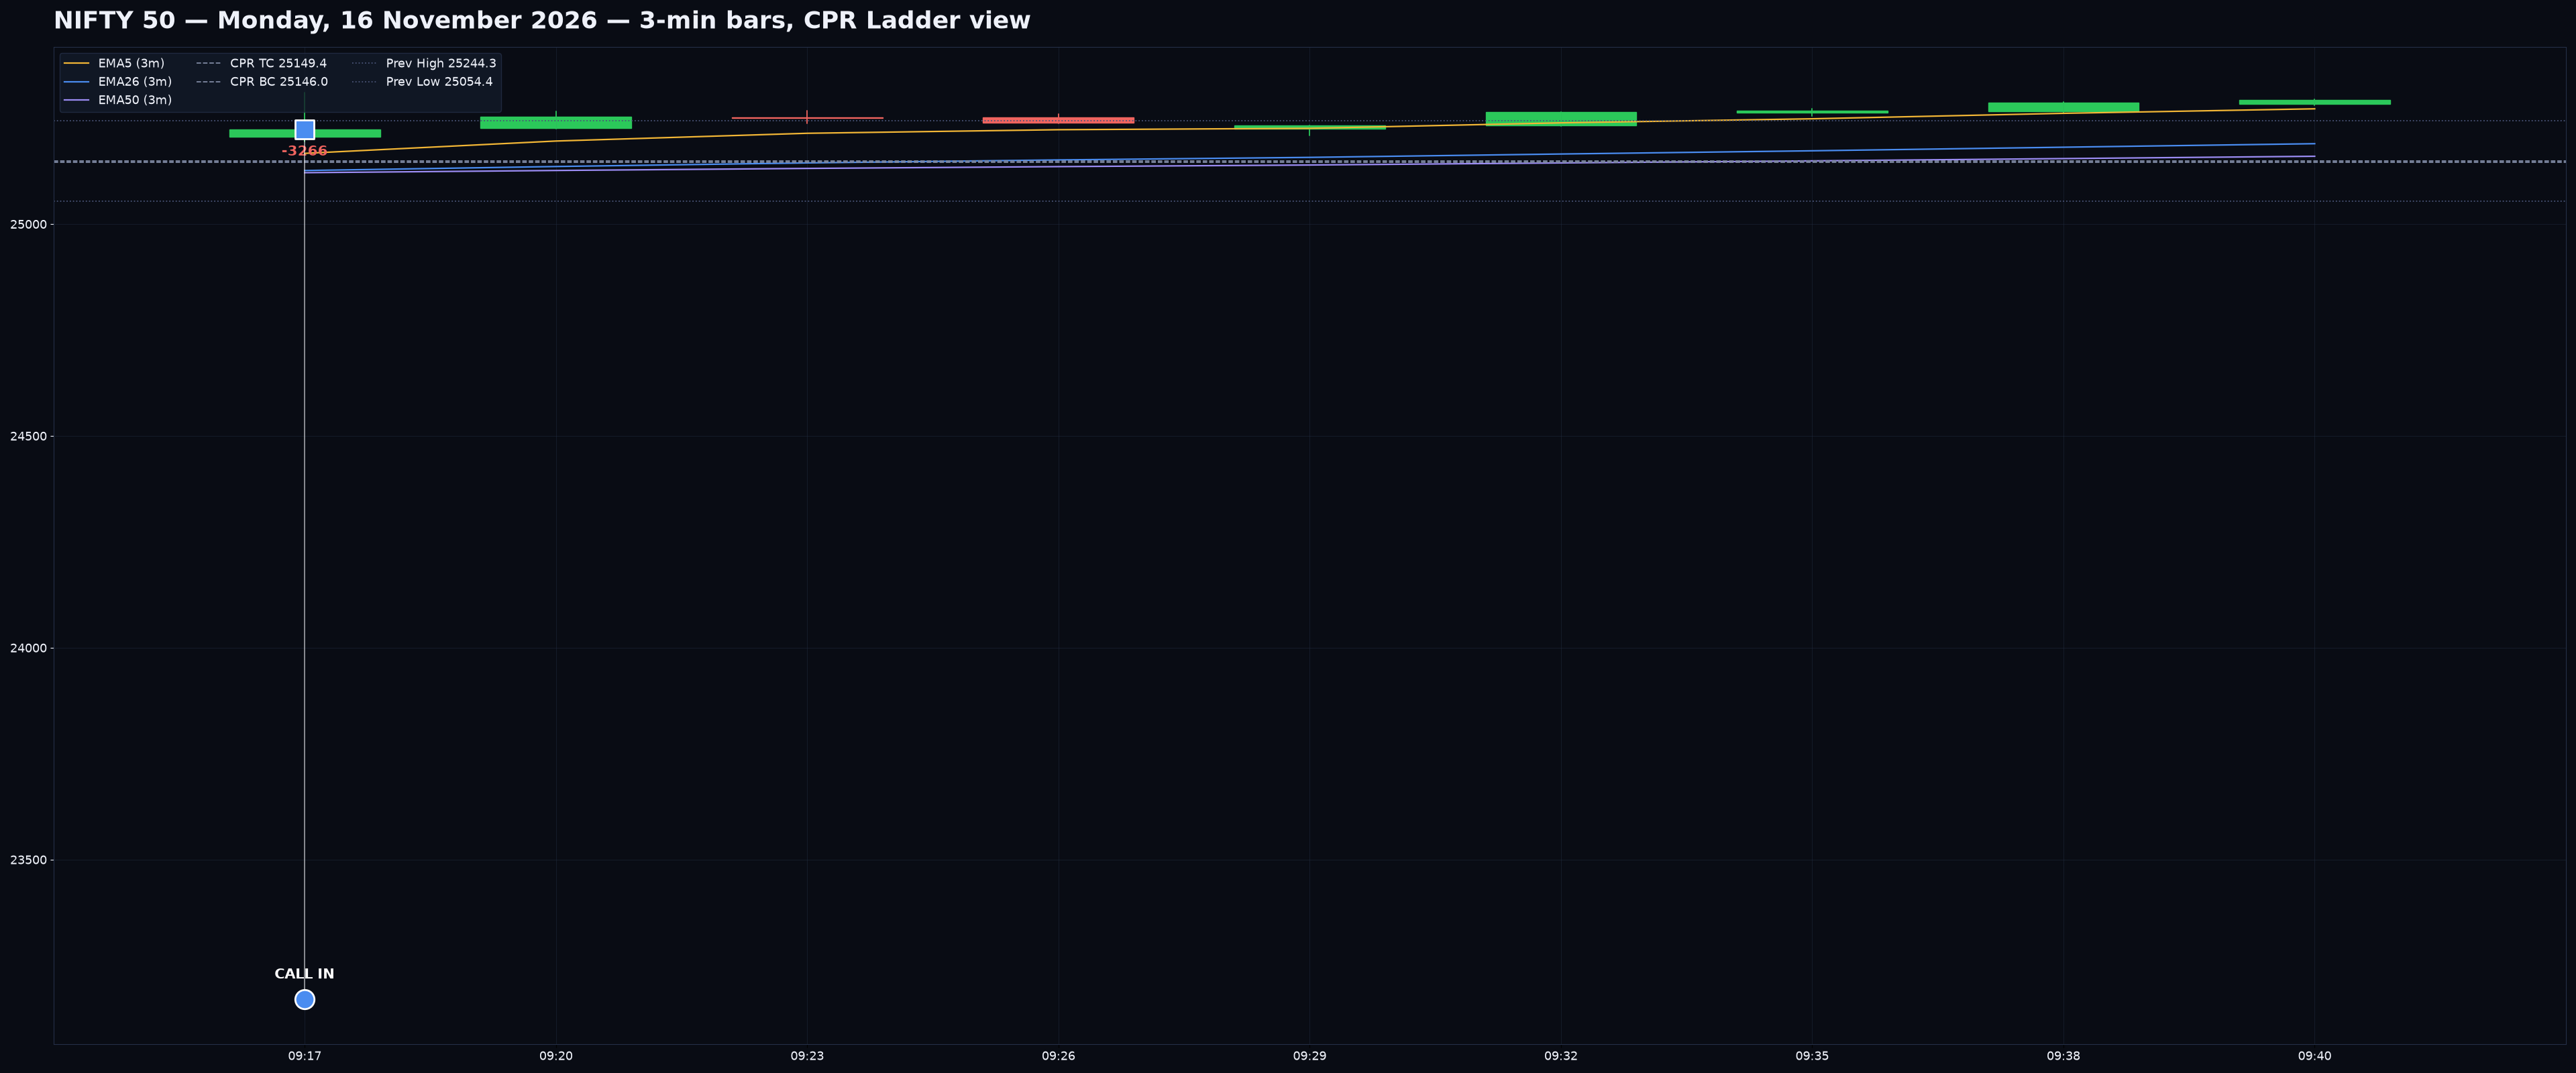 NIFTY 50 — Monday, 16 November 2026 — 3-min bars, CPR Ladder view
EMA5 (3m)
EMA26 (3m)
EMA50 (3m)
CPR TC 25149.4
CPR BC 25146.0
Prev High 25244.3
Prev Low 25054.4
-3266
25000
24500
24000
23500
CALL IN
09:17
09:20
09:23
09:26
09:29
09:32
09:35
09:38
09:40